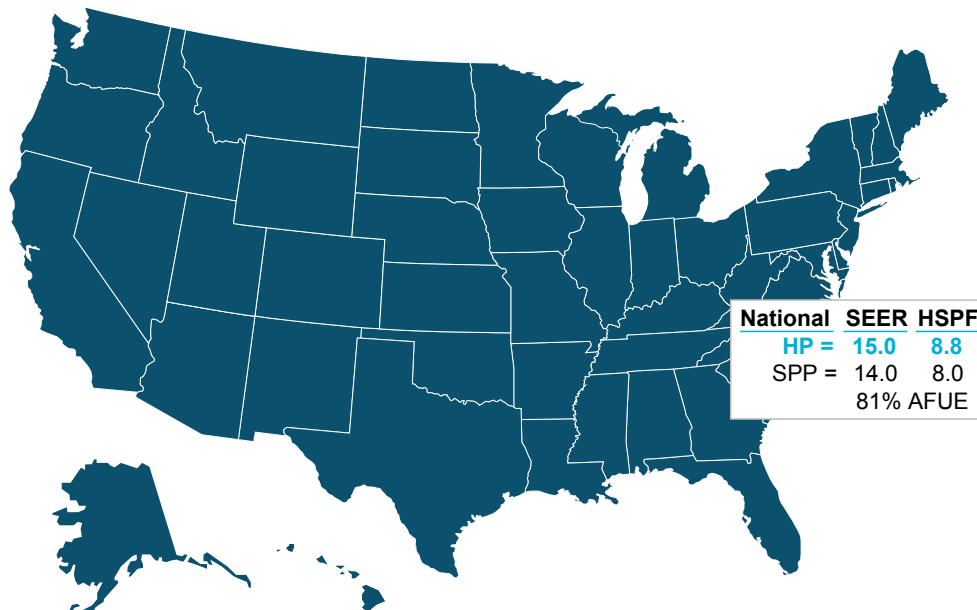 National SEER HSPF
HP = 15.0 8.8
SPP = 14.0 8.0
81% AFUE